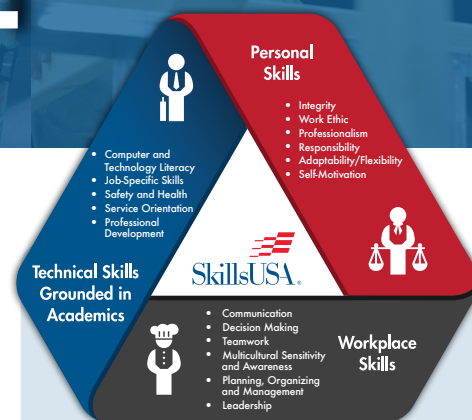 Personal
Skills
• Integrity
• Work Ethic
• Professionalism
• Responsibility
• Adaptability/Flexibility
• Self-Motivation
• Computer and
Technology Literacy
• Job-Specific Skills
• Safety and Health
• Service Orientation
• Professional
Development
Technical Skills
Grounded in
Academics
SkillsUSA®
• Communication
• Decision Making
• Teamwork
• Multicultural Sensitivity
and Awareness
• Planning, Organizing
and Management
• Leadership
Workplace
Skills